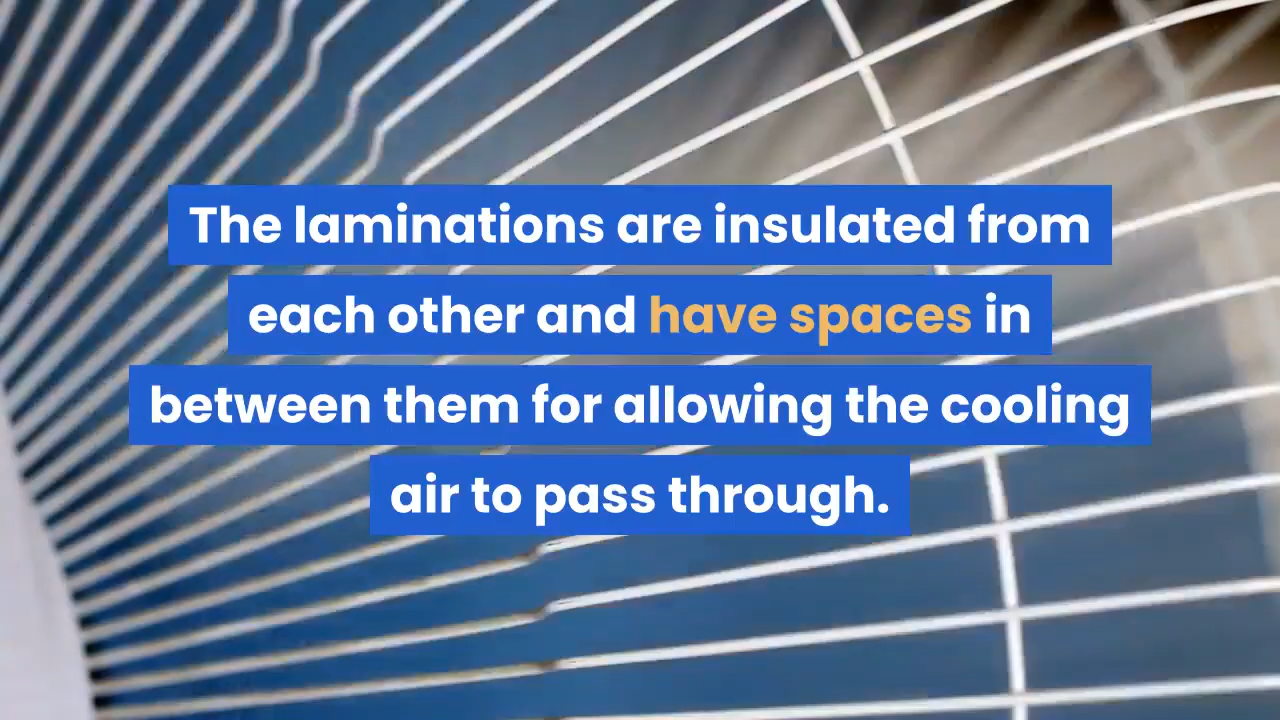 The laminations are insulated from
each other and have spaces in
between them for allowing the cooling
air to pass through.